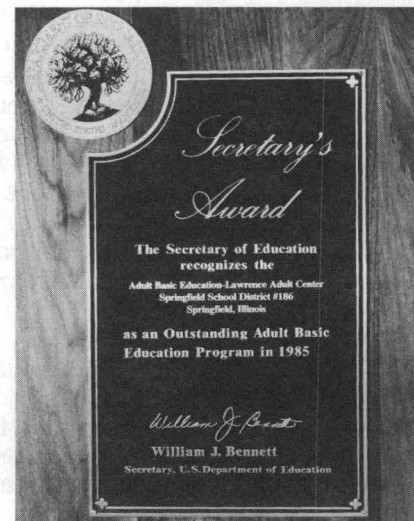 Secretary's
Award
The Secretary of Education
recognizes the
Adult Basic Education-Lawrence Adult Center
Springfield School District #186
Springfield, Illinois
as an Outstanding Adult Basic
Education Program in 1985
William J. Bennett
William J. Bennett
Secretary, U.S. Department of Education